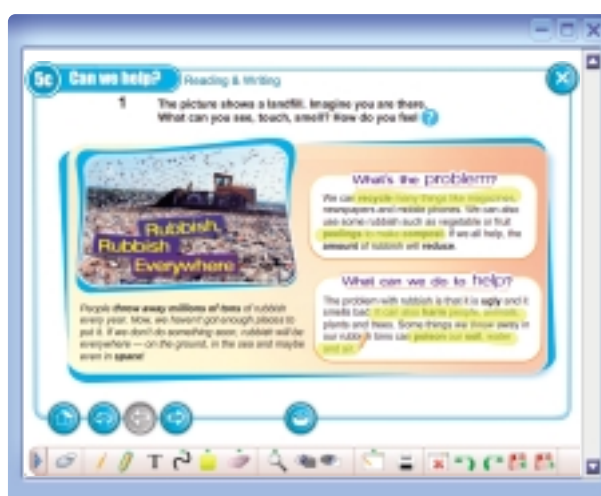 5c Can we help? Reading & Writing
1 The picture shows a landfill. Imagine you are there.
What can you see, touch, smell? How do you feel ?
Rubbish,
Rubbish
Everywhere
People throw away millions of tons of rubbish
every year. Now, we haven't got enough places to
put it. If we don't do something soon, rubbish will be
everywhere — on the ground, in the sea and maybe
even in space!
What's the problem?
We can recycle many things like magazines,
newspapers and mobile phones. We can also
use some rubbish such as vegetable or fruit
peelings to make compost. If we all help, the
amount of rubbish will reduce.
What can we do to help?
The problem with rubbish is that it is ugly and it
smells bad. It can also harm people, animals,
plants and trees. Some things we throw away in
our rubbish bins can poison our soil, water
and air.
T